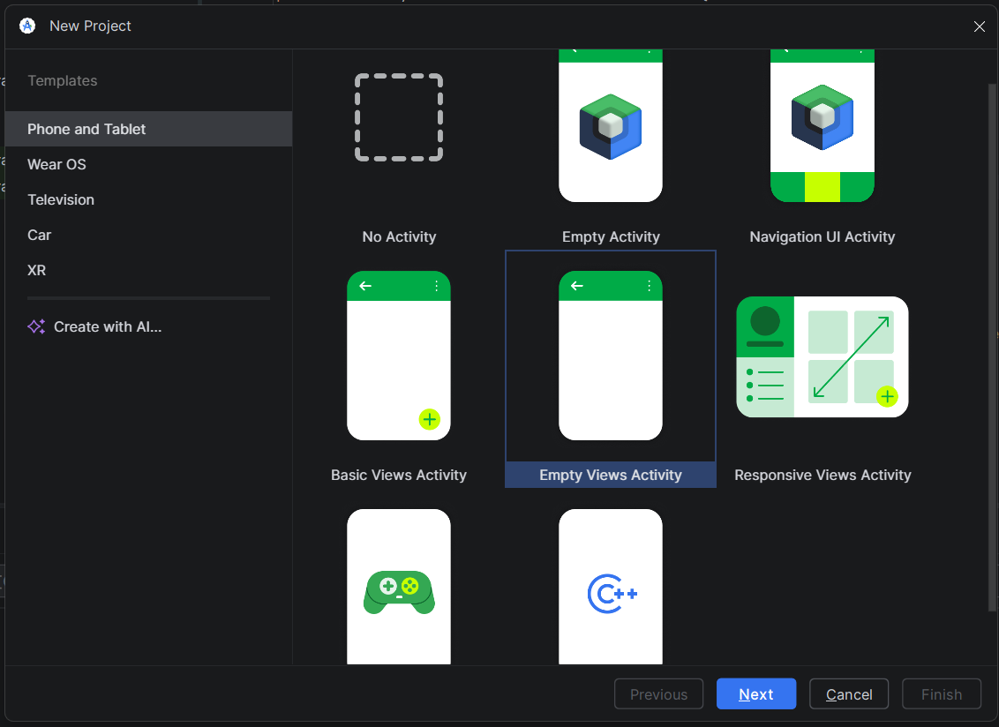 New Project
Templates
Phone and Tablet
Wear OS
Television
Car
XR
Create with AI...
No Activity
Empty Activity
Navigation UI Activity
Basic Views Activity
Empty Views Activity
Responsive Views Activity
C++
Previous
Next
Cancel
Finish